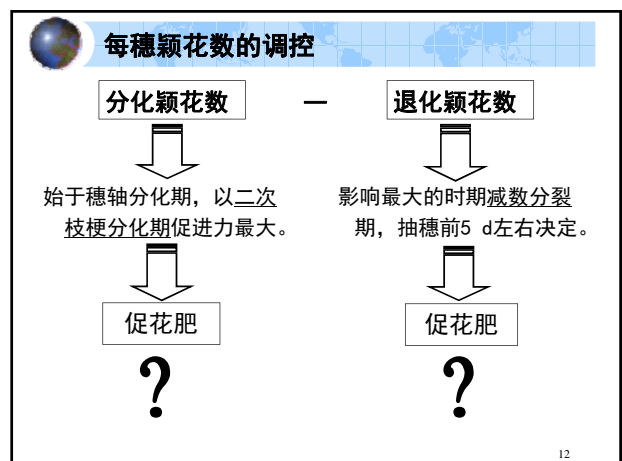 每穗颖花数的调控
分化颖花数 — 退化颖花数
始于穗轴分化期，以二次
枝梗分化期促进力最大。
影响最大的时期减数分裂
期，抽穗前5 d左右决定。
促花肥 促花肥
？ ？
12